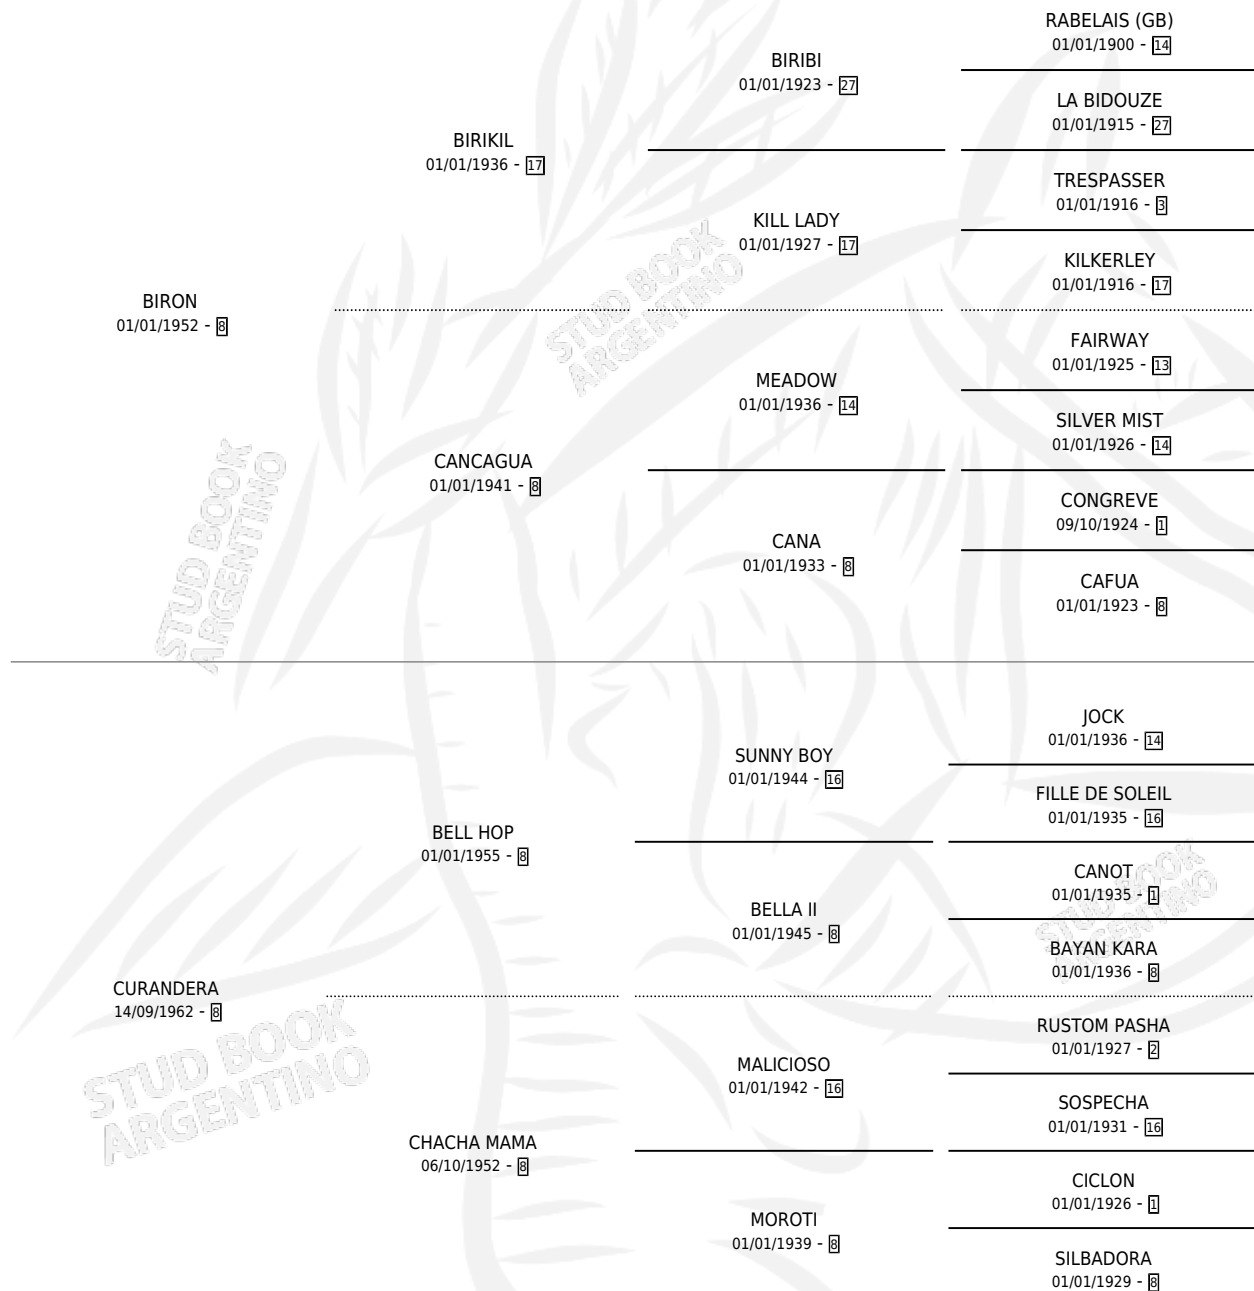 RABELAIS (GB)
01/01/1900 - 14
BIRIBI
01/01/1923 - 27
LA BIDOUZE
01/01/1915 - 27
BIRIKIL
01/01/1936 - 17
TRESPASSER
01/01/1916 - 3
KILL LADY
01/01/1927 - 17
KILKERLEY
01/01/1916 - 17
BIRON
01/01/1952 - 8
STUD BOOK
ARGENTINO
FAIRWAY
01/01/1925 - 13
MEADOW
01/01/1936 - 14
SILVER MIST
01/01/1926 - 14
CANCAGUA
01/01/1941 - 8
CONGREVE
09/10/1924 - 1
CANA
01/01/1933 - 8
CAFUA
01/01/1923 - 8
STUD BOOK
ARGENTINO
JOCK
01/01/1936 - 14
SUNNY BOY
01/01/1944 - 16
FILLE DE SOLEIL
01/01/1935 - 16
BELL HOP
01/01/1955 - 8
CANOT
01/01/1935 - 1
BELLA II
01/01/1945 - 8
BAYAN KARA
01/01/1936 - 8
STUD BOOK
ARGENTINO
CURANDERA
14/09/1962 - 8
STUD BOOK
ARGENTINO
RUSTOM PASHA
01/01/1927 - 2
MALICIOSO
01/01/1942 - 16
SOSPECHA
01/01/1931 - 16
CHACHA MAMA
06/10/1952 - 8
CICLON
01/01/1926 - 1
MOROTI
01/01/1939 - 8
SILBADORA
01/01/1929 - 8